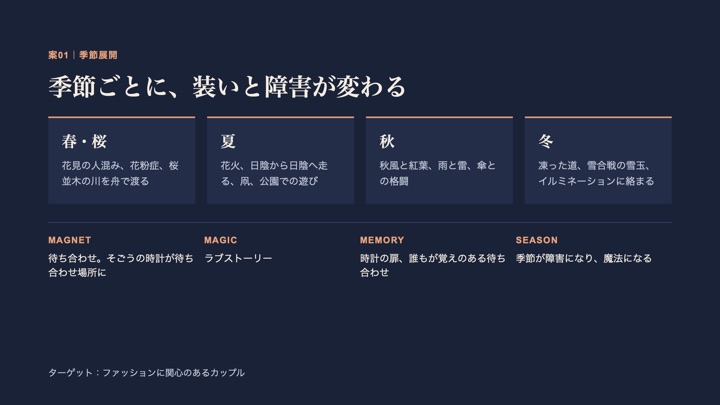 案01｜季節展開
季節ごとに、装いと障害が変わる
春・桜
花見の人混み、花粉症、桜
並木の川を舟で渡る
夏
花火、日陰から日陰へ走
る、凧、公園での遊び
秋
秋風と紅葉、雨と雷、傘と
の格闘
冬
凍った道、雪合戦の雪玉、
イルミネーションに絡まる
MAGNET
待ち合わせ。そごうの時計が待ち
合わせ場所に
MAGIC
ラブストーリー
MEMORY
時計の扉、誰もが覚えのある待ち
合わせ
SEASON
季節が障害になり、魔法になる
ターゲット：ファッションに関心のあるカップル